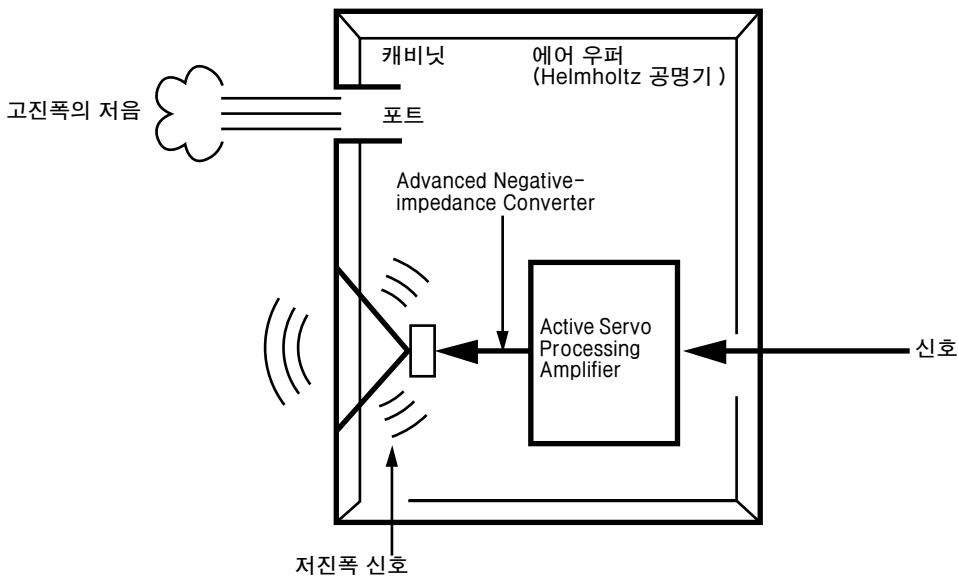 캐비닛
에어 우퍼
(Helmholtz 공명기 )
고진폭의 저음
포트
Advanced Negative-
impedance Converter
Active Servo
Processing
Amplifier
신호
저진폭 신호